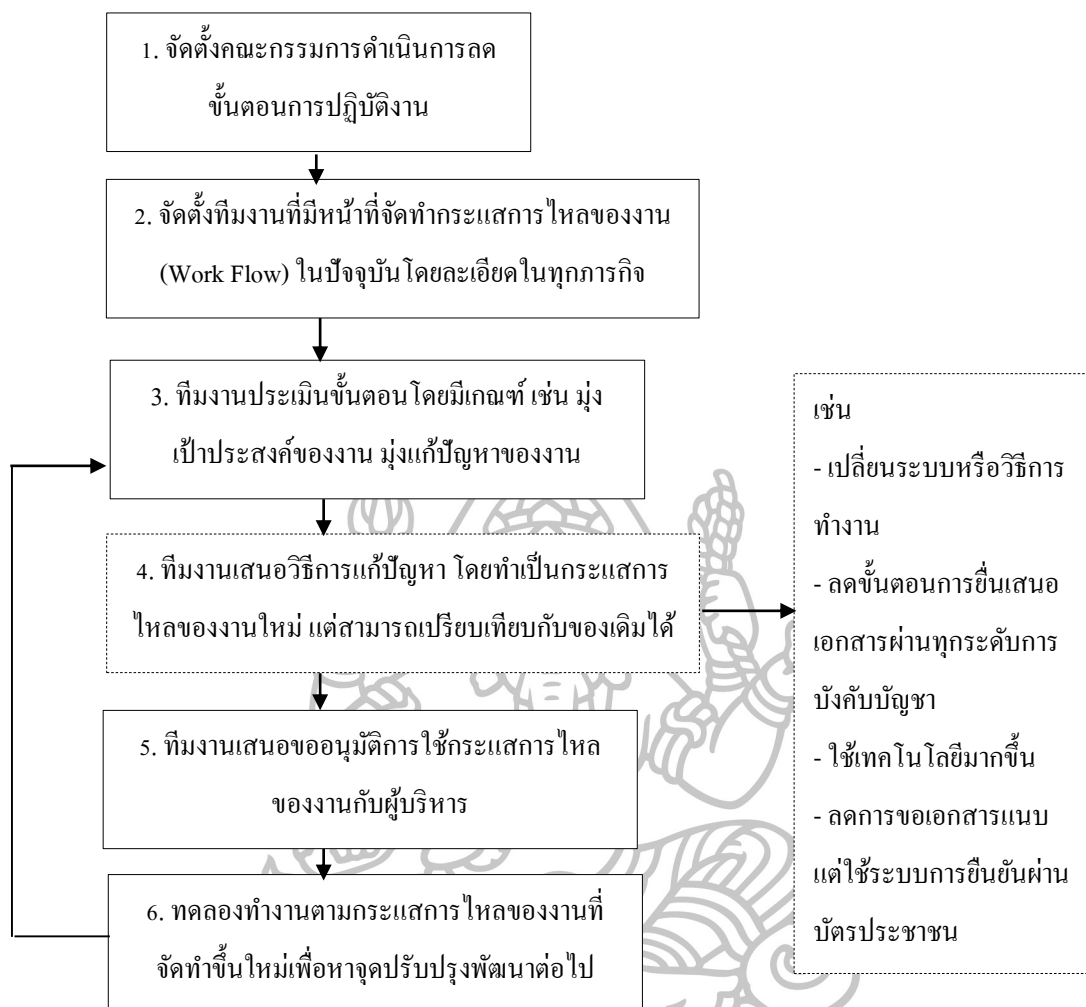 1. จัดตั้งคณะกรรมการดำเนินการลด
ขั้นตอนการปฏิบัติงาน
2. จัดตั้งทีมงานที่มีหน้าที่จัดทำกระแสการไหลของงาน
(Work Flow) ในปัจจุบันโดยละเอียดในทุกภารกิจ
3. ทีมงานประเมินขั้นตอนโดยมีเกณฑ์ เช่น มุ่ง
เป้าประสงค์ของงาน มุ่งแก้ปัญหาของงาน
4. ทีมงานเสนอวิธีการแก้ปัญหา โดยทำเป็นกระแสการ
ไหลของงานใหม่ แต่สามารถเปรียบเทียบกับของเดิมได้
5. ทีมงานเสนอขออนุมัติการใช้กระแสการไหล
ของงานกับผู้บริหาร
6. ทดลองทำงานตามกระแสการไหลของงานที่
จัดทำขึ้นใหม่เพื่อหาจุดปรับปรุงพัฒนาต่อไป
เช่น
- เปลี่ยนระบบหรือวิธีการ
ทำงาน
- ลดขั้นตอนการยื่นเสนอ
เอกสารผ่านทุกระดับการ
บังคับบัญชา
- ใช้เทคโนโลยีมากขึ้น
- ลดการขอเอกสารแนบ
แต่ใช้ระบบการยืนยันผ่าน
บัตรประชาชน